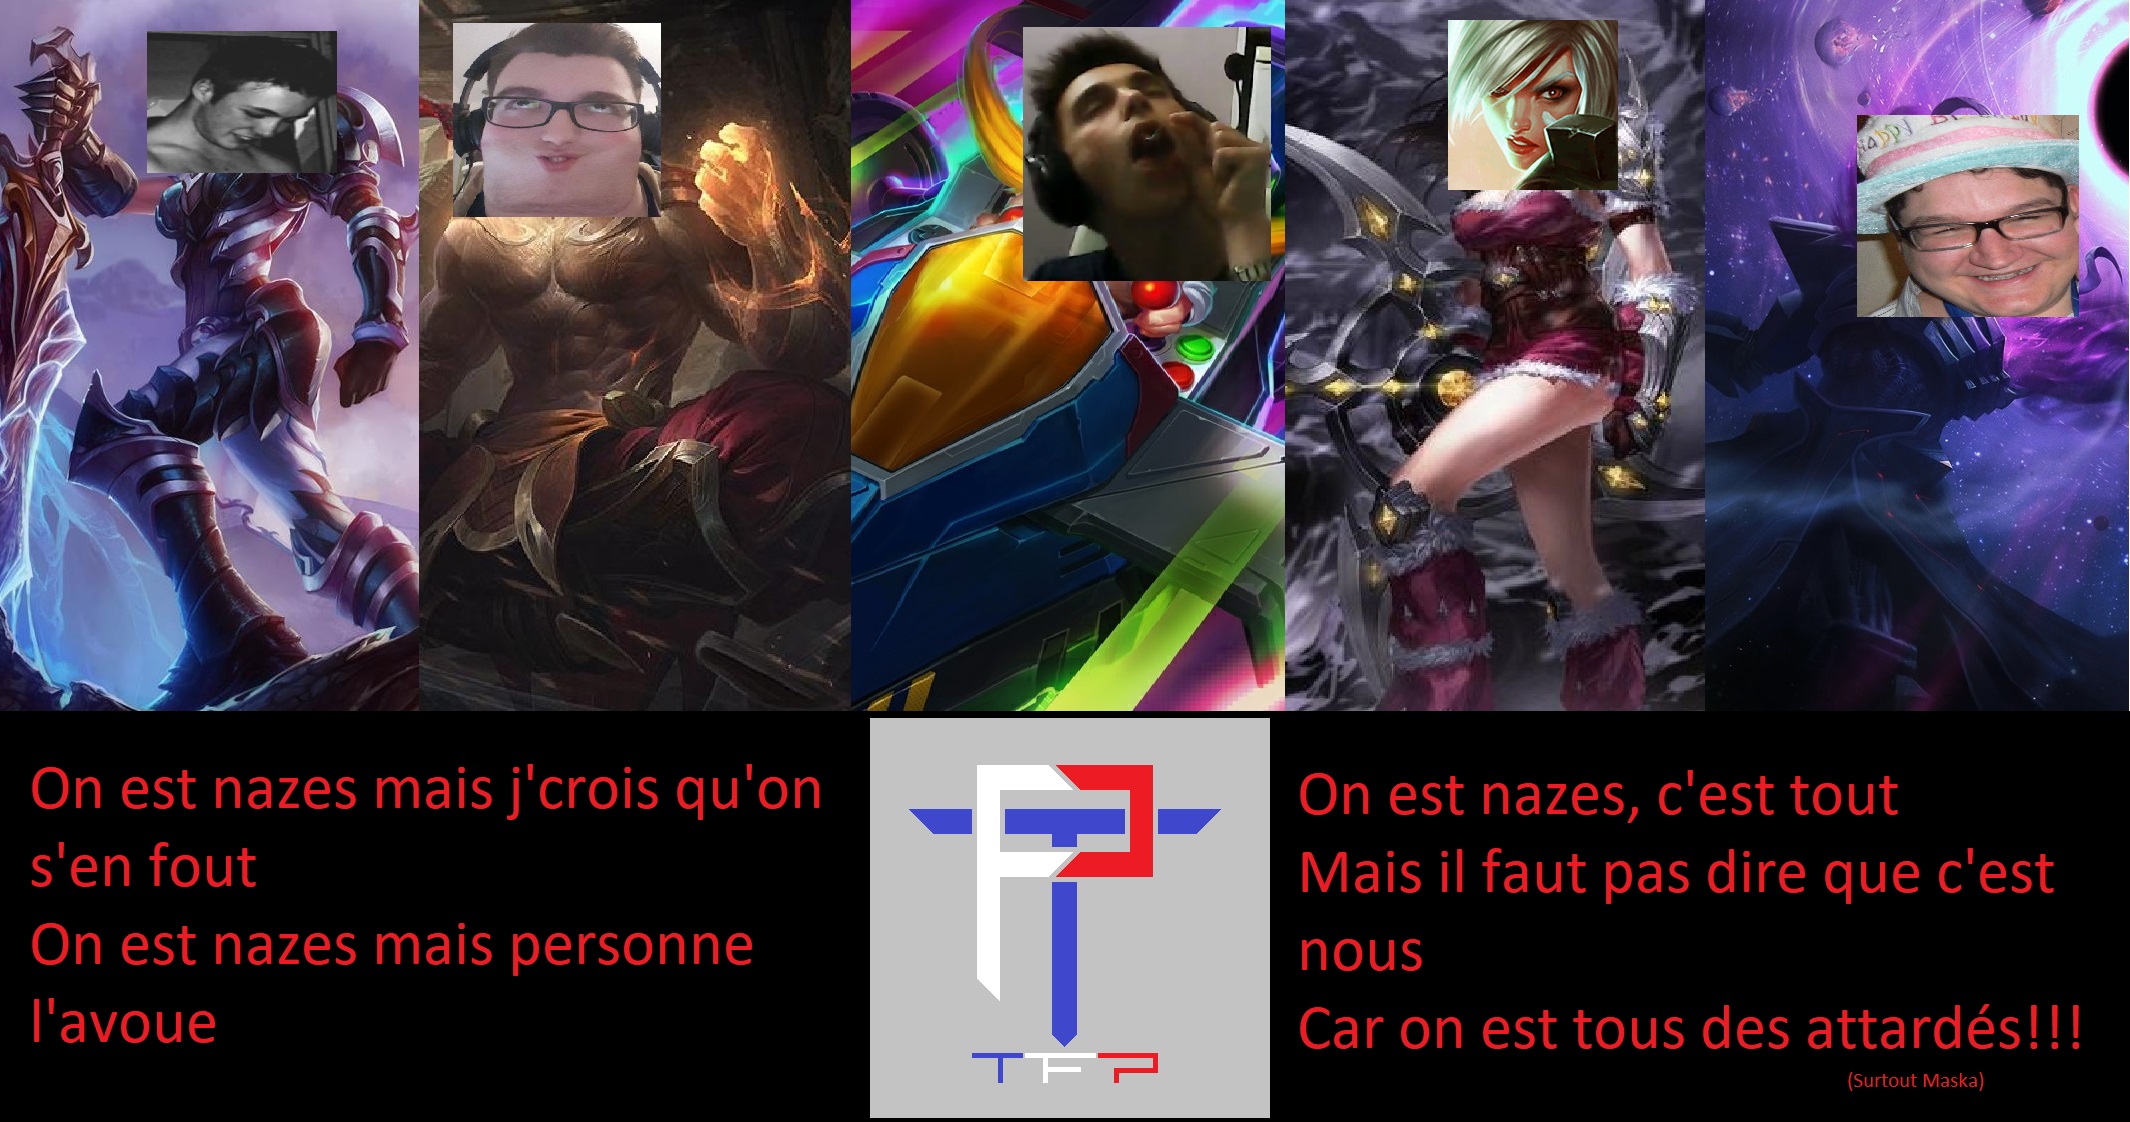 HAPPY
On est nazes mais j'crois qu'on
s'en fout
On est nazes mais personne
l'avoue
TFP
On est nazes, c'est tout
Mais il faut pas dire que c'est
nous
Car on est tous des attardés!!!
(Surtout Maska)